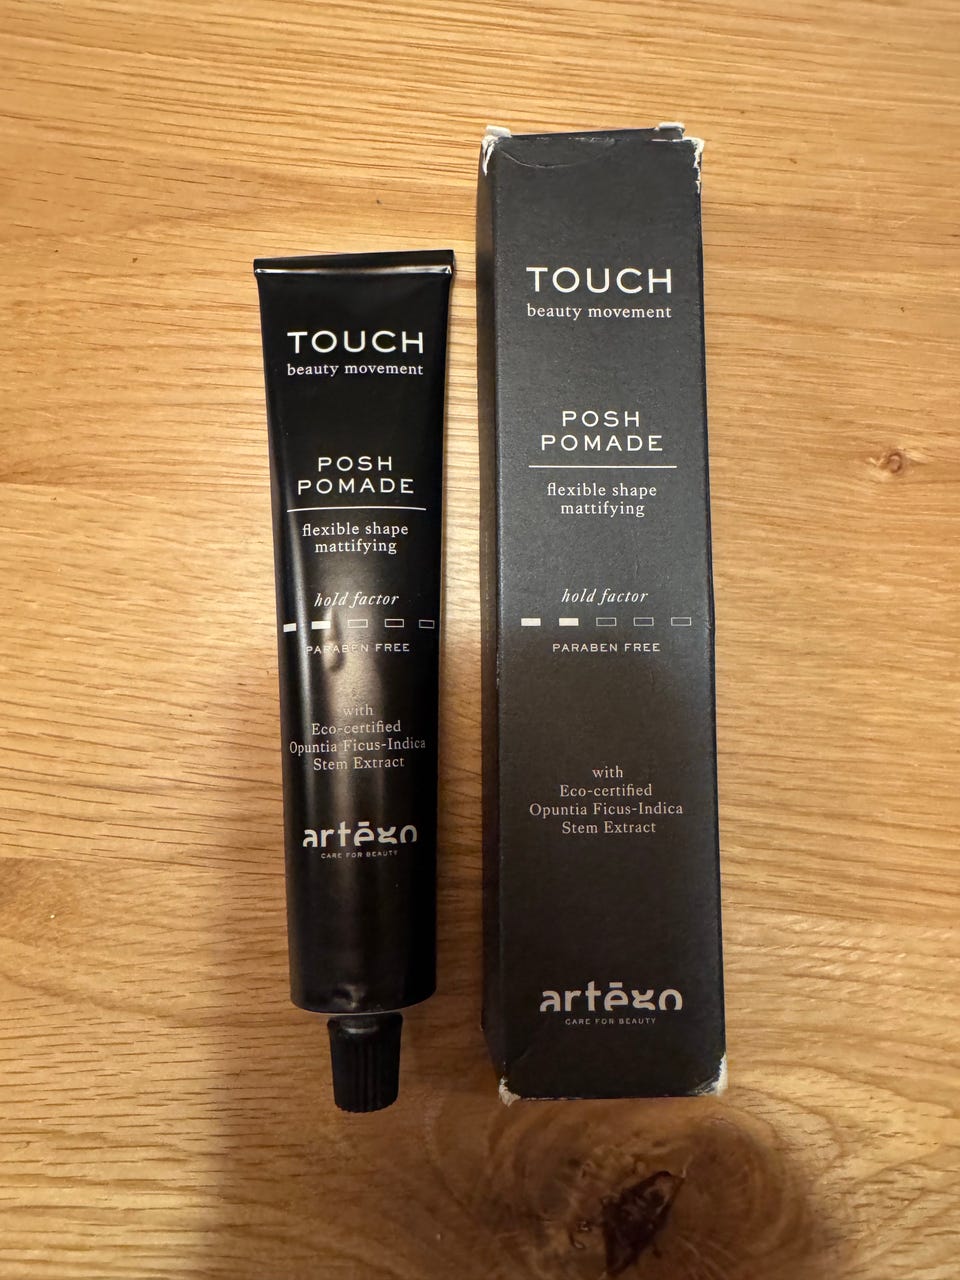 TOUCH
beauty movement
POSH
POMADE
flexible shape
mattifying
hold factor
PARABEN FREE
with
Eco-certified
Opuntia Ficus-Indica
Stem Extract
artēgo
CARE FOR BEAUTY
TOUCH
beauty movement
POSH
POMADE
flexible shape
mattifying
hold factor
PARABEN FREE
with
Eco-certified
Opuntia Ficus-Indica
Stem Extract
artēgo
CARE FOR BEAUTY